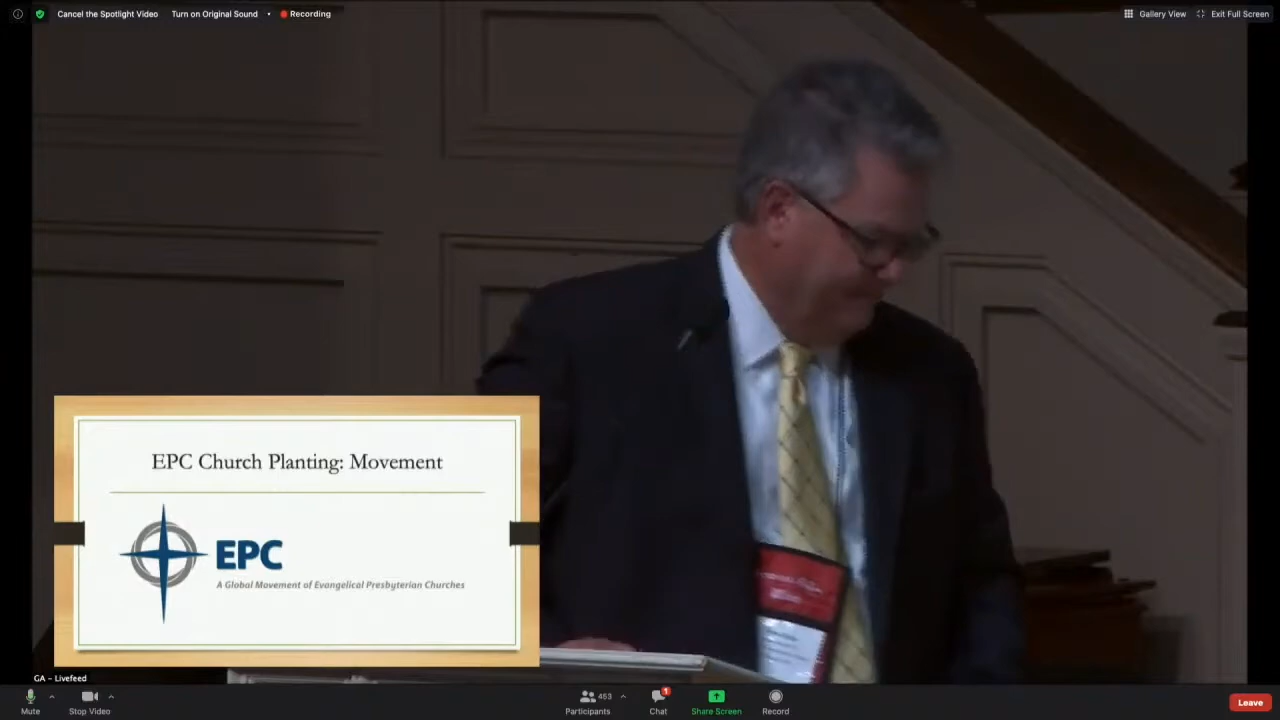 Cancel the Spotlight Video
Turn on Original Sound
Recording
Gallery View
Exit Full Screen
EPC Church Planting: Movement
EPC
A Global Movement of Evangelical Presbyterian Churches
GA - Livefeed
Mute
Stop Video
453
Participants
1
Chat
Share Screen
Record
Leave